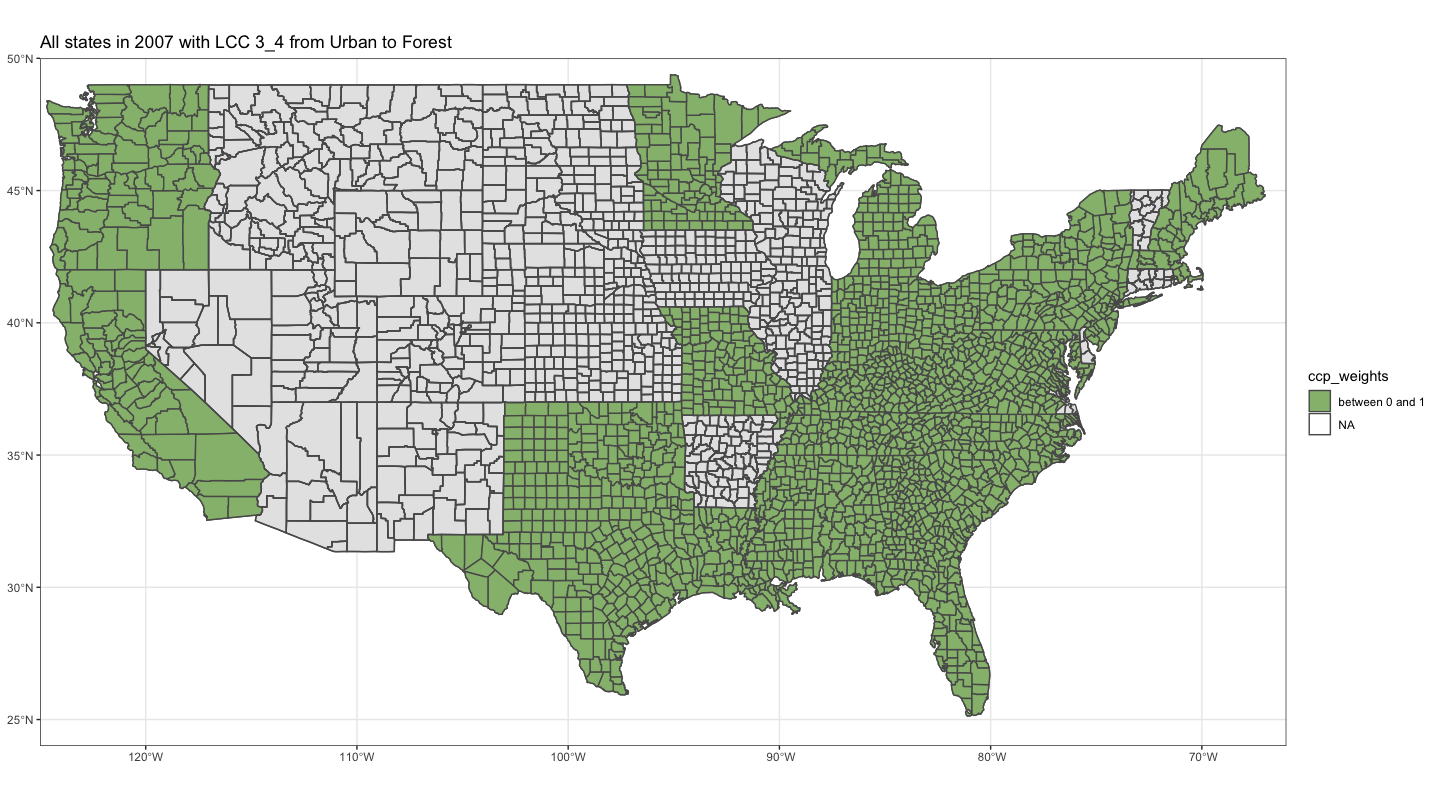 All states in 2007 with LCC 3_4 from Urban to Forest
50°N
45°N
40°N
35°N
30°N
25°N
120°W
110°W
100°W
90°W
80°W
70°W
ccp_weights
between 0 and 1
NA